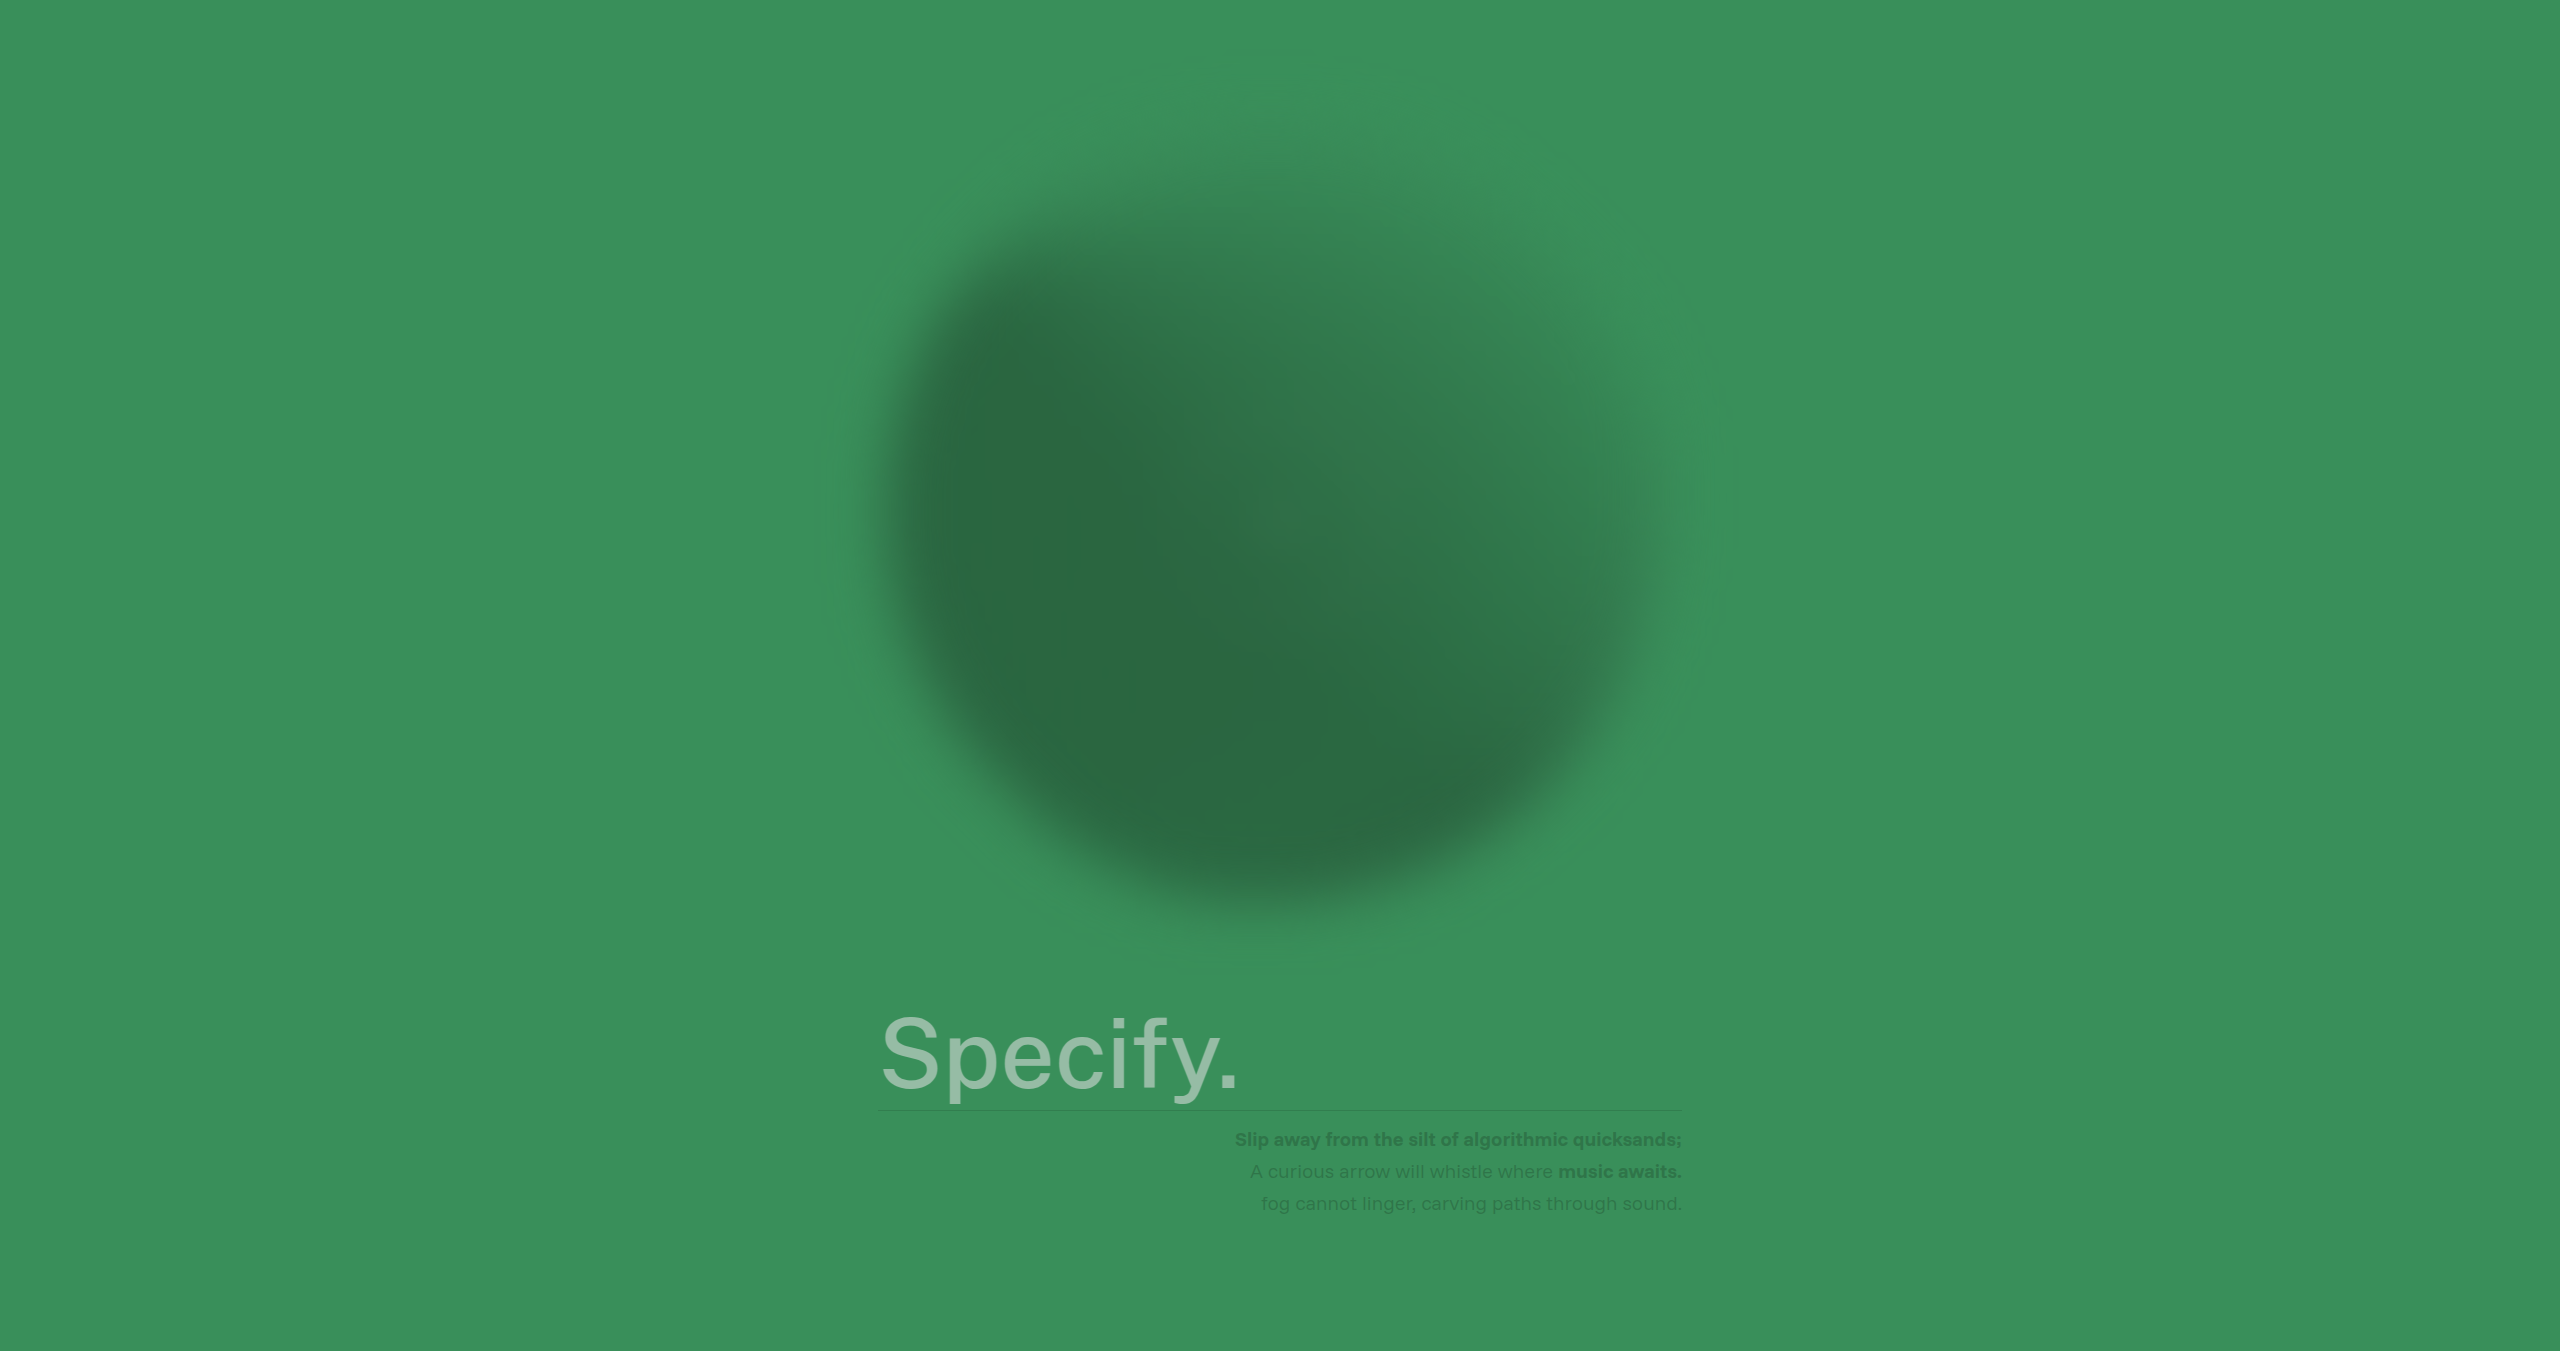 Specify.
Slip away from the silt of algorithmic quicksands;
A curious arrow will whistle where music awaits.
fog cannot linger, carving paths through sound.